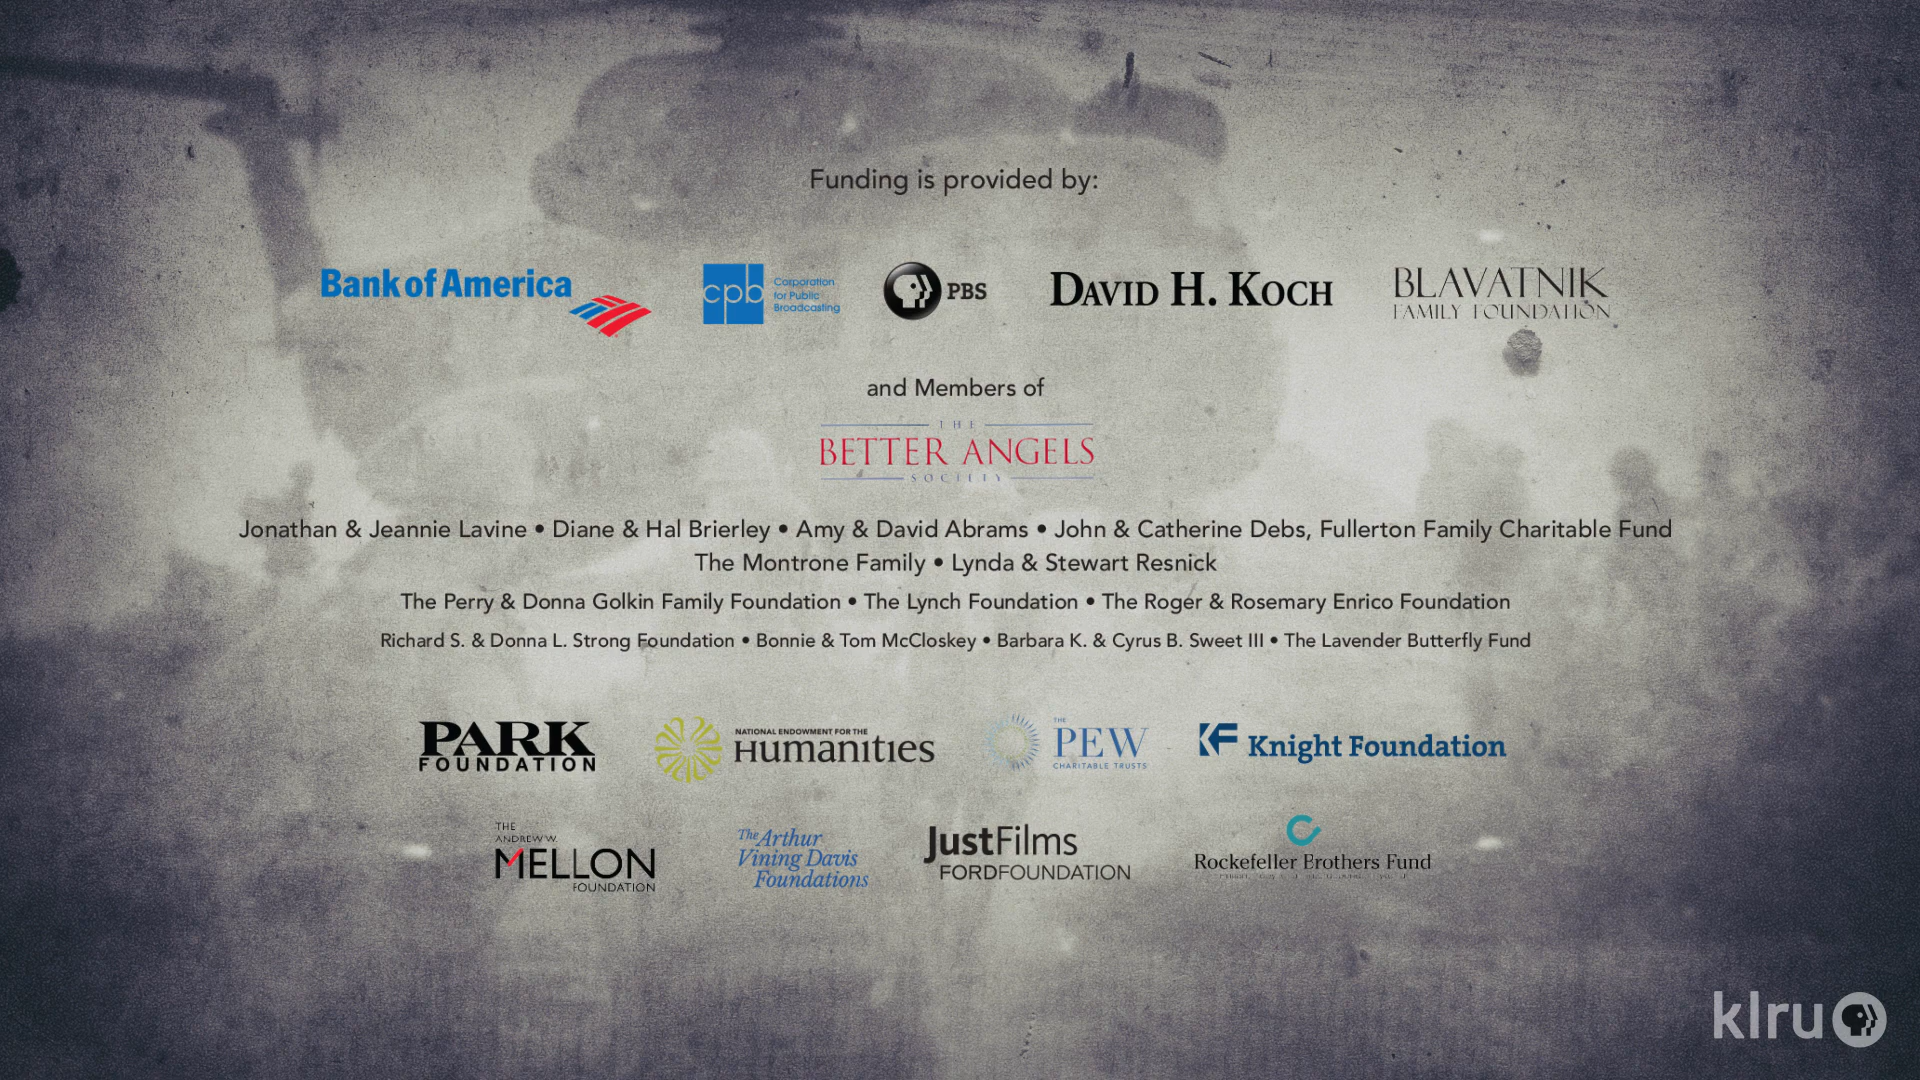 Funding is provided by:
Bank of America
cpb Corporation for Public Broadcasting
PBS
DAVID H. KOCH
BLAVATNIK FAMILY FOUNDATION
and Members of
THE
BETTER ANGELS
SOCIETY
Jonathan & Jeannie Lavine • Diane & Hal Brierley • Amy & David Abrams • John & Catherine Debs, Fullerton Family Charitable Fund
The Montrone Family • Lynda & Stewart Resnick
The Perry & Donna Golkin Family Foundation • The Lynch Foundation • The Roger & Rosemary Enrico Foundation
Richard S. & Donna L. Strong Foundation • Bonnie & Tom McCloskey • Barbara K. & Cyrus B. Sweet III • The Lavender Butterfly Fund
PARK FOUNDATION
NATIONAL ENDOWMENT FOR THE Humanities
THE PEW CHARITABLE TRUSTS
KF Knight Foundation
THE ANDREW W. MELLON FOUNDATION
The Arthur Vining Davis Foundations
JustFilms FORDFOUNDATION
Rockefeller Brothers Fund
klru